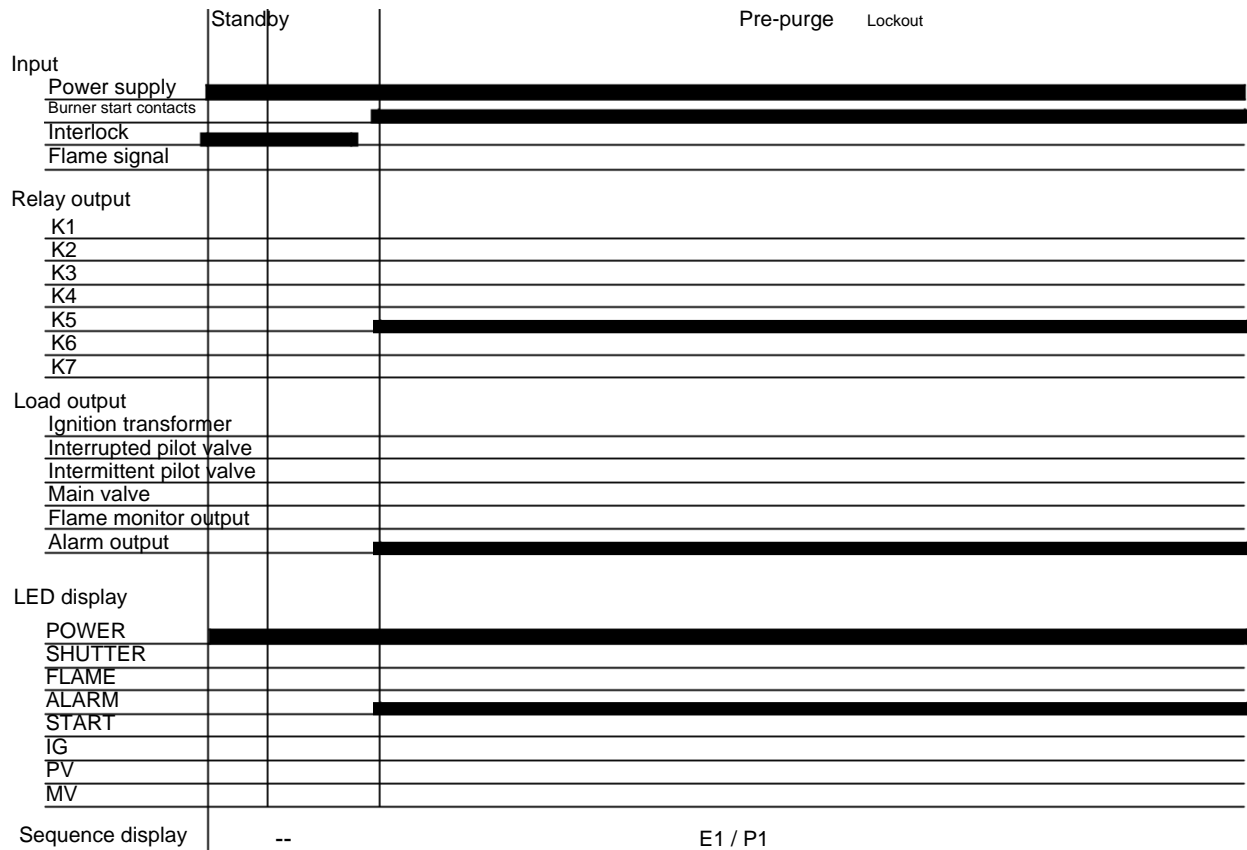 Standby Pre-purge Lockout
Input
Power supply
Burner start contacts
Interlock
Flame signal
Relay output
K1
K2
K3
K4
K5
K6
K7
Load output
Ignition transformer
Interrupted pilot valve
Intermittent pilot valve
Main valve
Flame monitor output
Alarm output
LED display
POWER
SHUTTER
FLAME
ALARM
START
IG
PV
MV
Sequence display -- E1 / P1